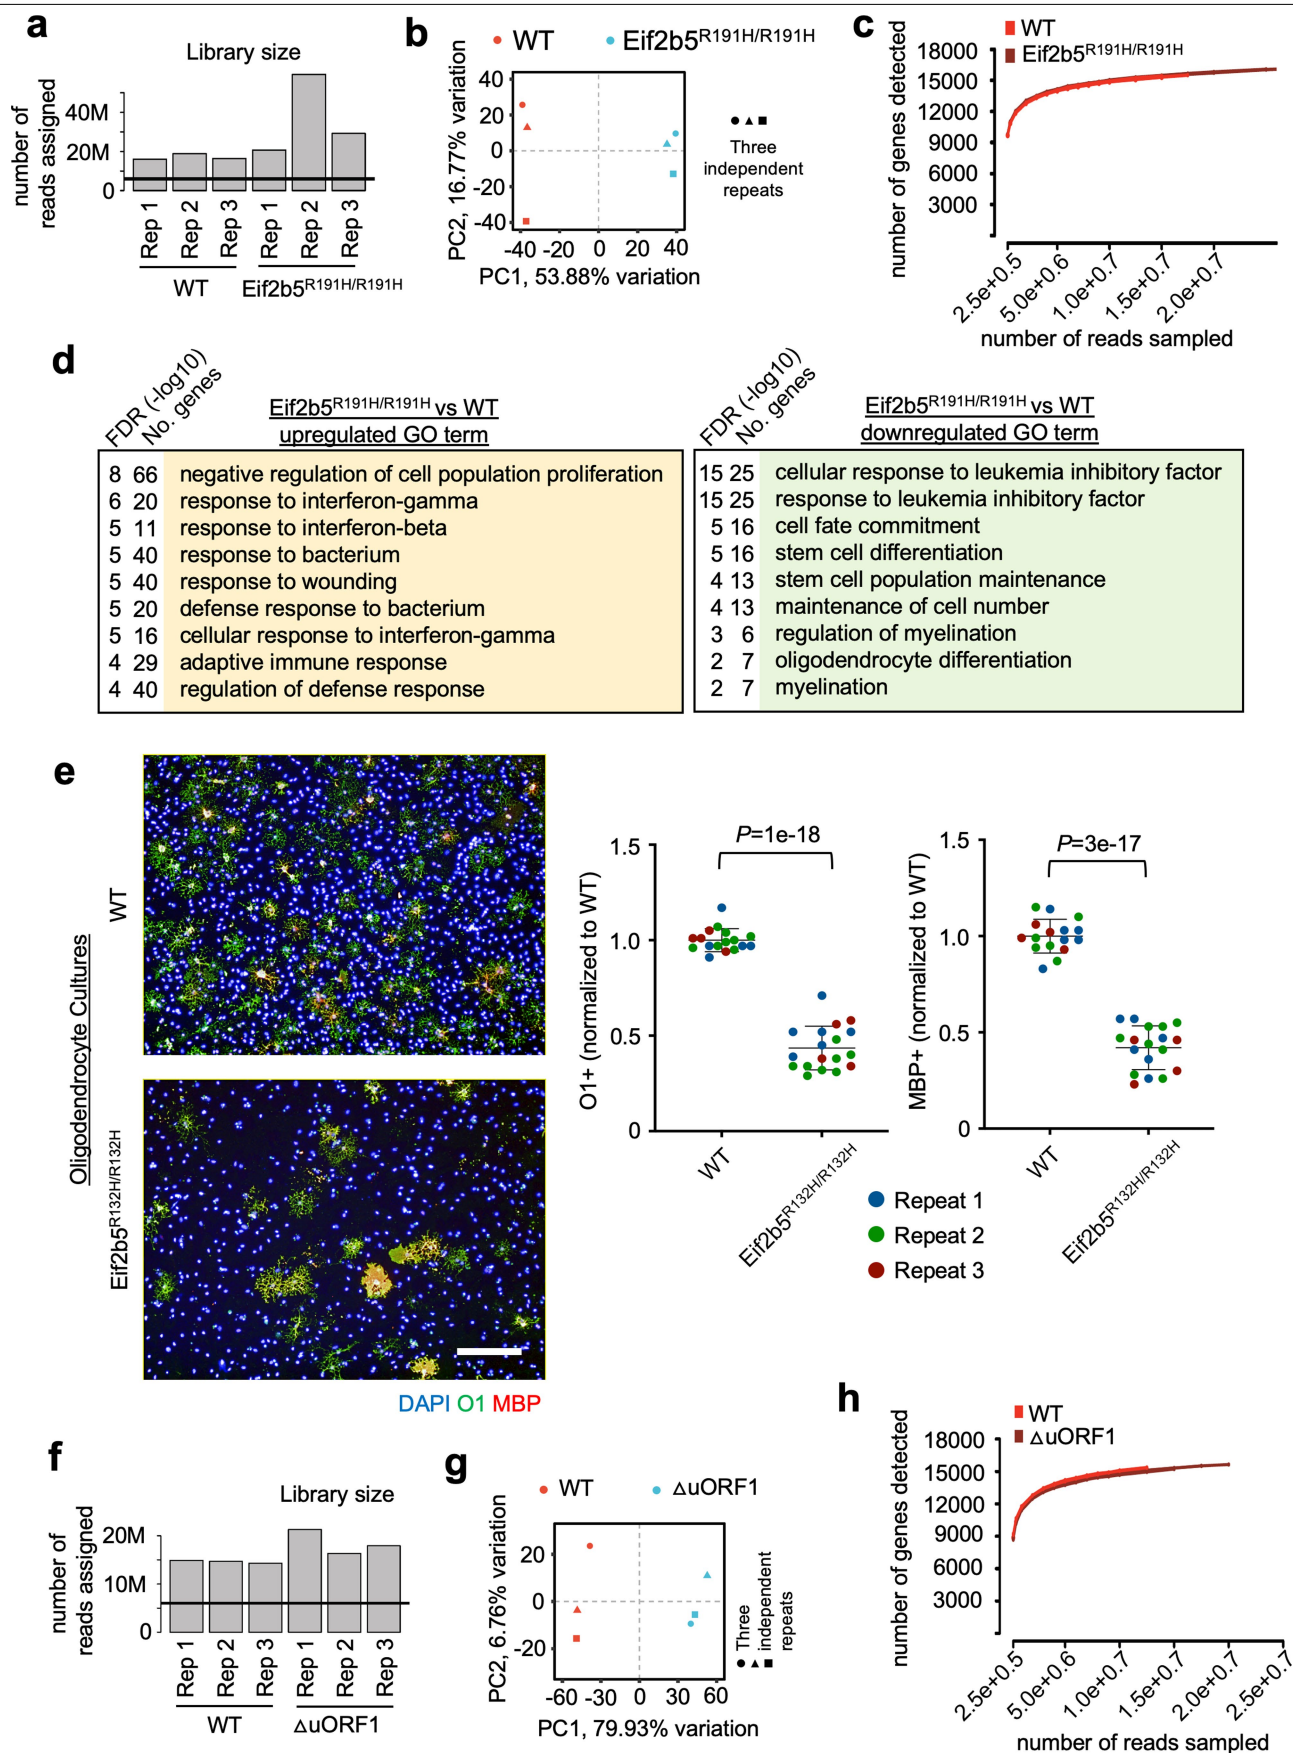 a
Library size
number of
reads assigned
40M
20M
0
Rep 1
Rep 2
Rep 3
Rep 1
Rep 2
Rep 3
WT
Eif2b5R191H/R191H
b
WT
Eif2b5R191H/R191H
PC2, 16.77% variation
40
20
0
-20
-40
-40 -20 0 20 40
PC1, 53.88% variation
Three
independent
repeats
c
WT
Eif2b5R191H/R191H
number of genes detected
18000
15000
12000
9000
6000
3000
2.5e+0.5
5.0e+0.6
1.0e+0.7
1.5e+0.7
2.0e+0.7
number of reads sampled
d
FDR (-log10)
No. genes
Eif2b5R191H/R191H vs WT
upregulated GO term
8 66 negative regulation of cell population proliferation
6 20 response to interferon-gamma
5 11 response to interferon-beta
5 40 response to bacterium
5 40 response to wounding
5 20 defense response to bacterium
5 16 cellular response to interferon-gamma
4 29 adaptive immune response
4 40 regulation of defense response
FDR (-log10)
No. genes
Eif2b5R191H/R191H vs WT
downregulated GO term
15 25 cellular response to leukemia inhibitory factor
15 25 response to leukemia inhibitory factor
5 16 cell fate commitment
5 16 stem cell differentiation
4 13 stem cell population maintenance
4 13 maintenance of cell number
3 6 regulation of myelination
2 7 oligodendrocyte differentiation
2 7 myelination
e
Oligodendrocyte Cultures
WT
Eif2b5R132H/R132H
DAPI O1 MBP
O1+ (normalized to WT)
1.5
1.0
0.5
0
P=1e-18
WT
Eif2b5R132H/R132H
MBP+ (normalized to WT)
1.5
1.0
0.5
0
P=3e-17
WT
Eif2b5R132H/R132H
Repeat 1
Repeat 2
Repeat 3
f
Library size
number of
reads assigned
20M
10M
0
Rep 1
Rep 2
Rep 3
Rep 1
Rep 2
Rep 3
WT
△uORF1
g
WT
△uORF1
PC2, 6.76% variation
20
0
-20
-60 -30 0 30 60
PC1, 79.93% variation
Three
independent
repeats
h
WT
△uORF1
number of genes detected
18000
15000
12000
9000
6000
3000
2.5e+0.5
5.0e+0.6
1.0e+0.7
1.5e+0.7
2.0e+0.7
2.5e+0.7
number of reads sampled